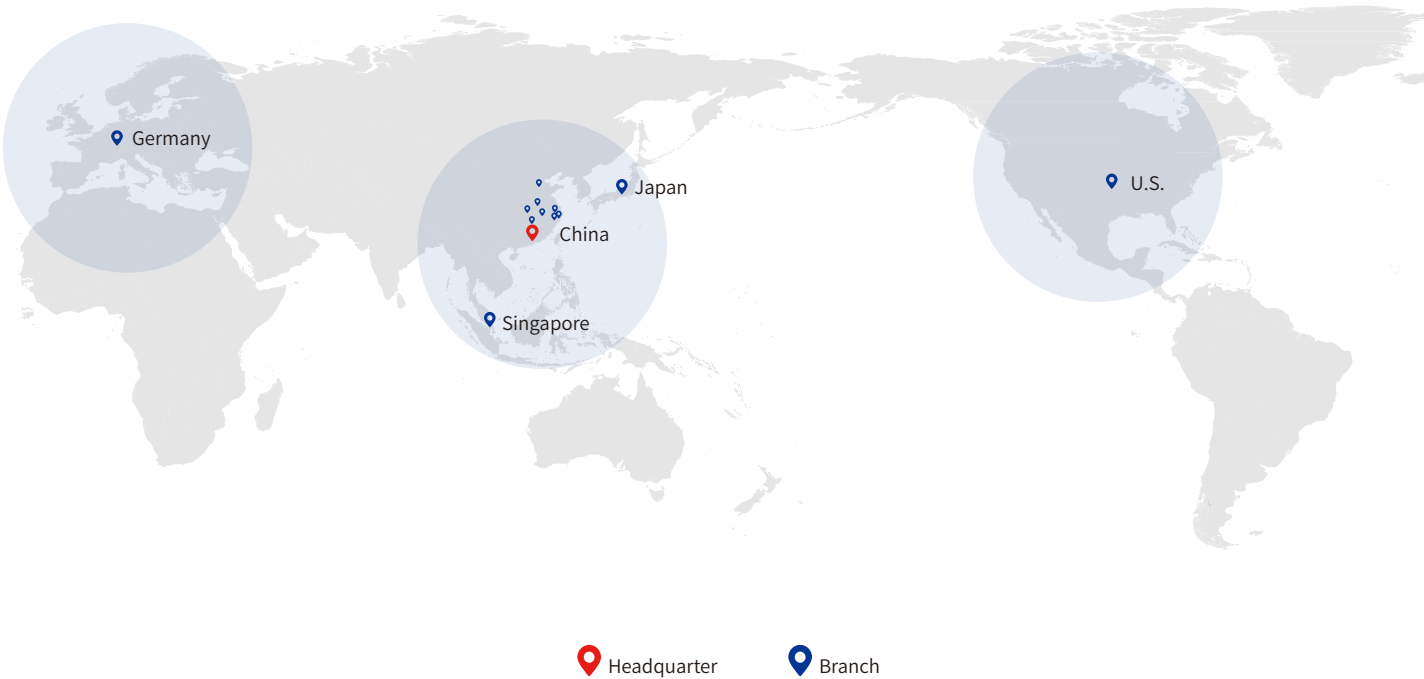 Germany
Japan
U.S.
China
Singapore
Headquarter
Branch